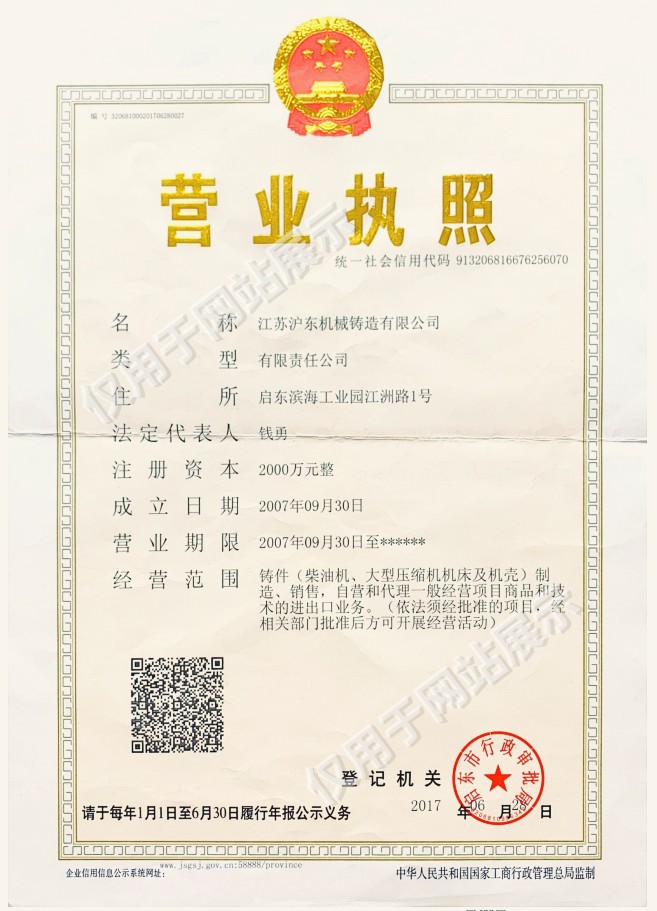 编 号 320681000201706280027
营业执照
统一社会信用代码 913206816676256070
名称 江苏沪东机械铸造有限公司
类型 有限责任公司
住所 启东滨海工业园江洲路1号
法定代表人 钱勇
注册资本 2000万元整
成立日期 2007年09月30日
营业期限 2007年09月30日至******
经营范围 铸件（柴油机、大型压缩机机床及机壳）制
造、销售，自营和代理一般经营项目商品和技
术的进出口业务。（依法须经批准的项目，经
相关部门批准后方可开展经营活动）
仅用于网站展示
仅用于网站展示
登记机关
启东市行政审批局
2017 年 06 月 28 日
请于每年1月1日至6月30日履行年报公示义务
www.jsgsj.gov.cn:58888/province
企业信用信息公示系统网址：
中华人民共和国国家工商行政管理总局监制